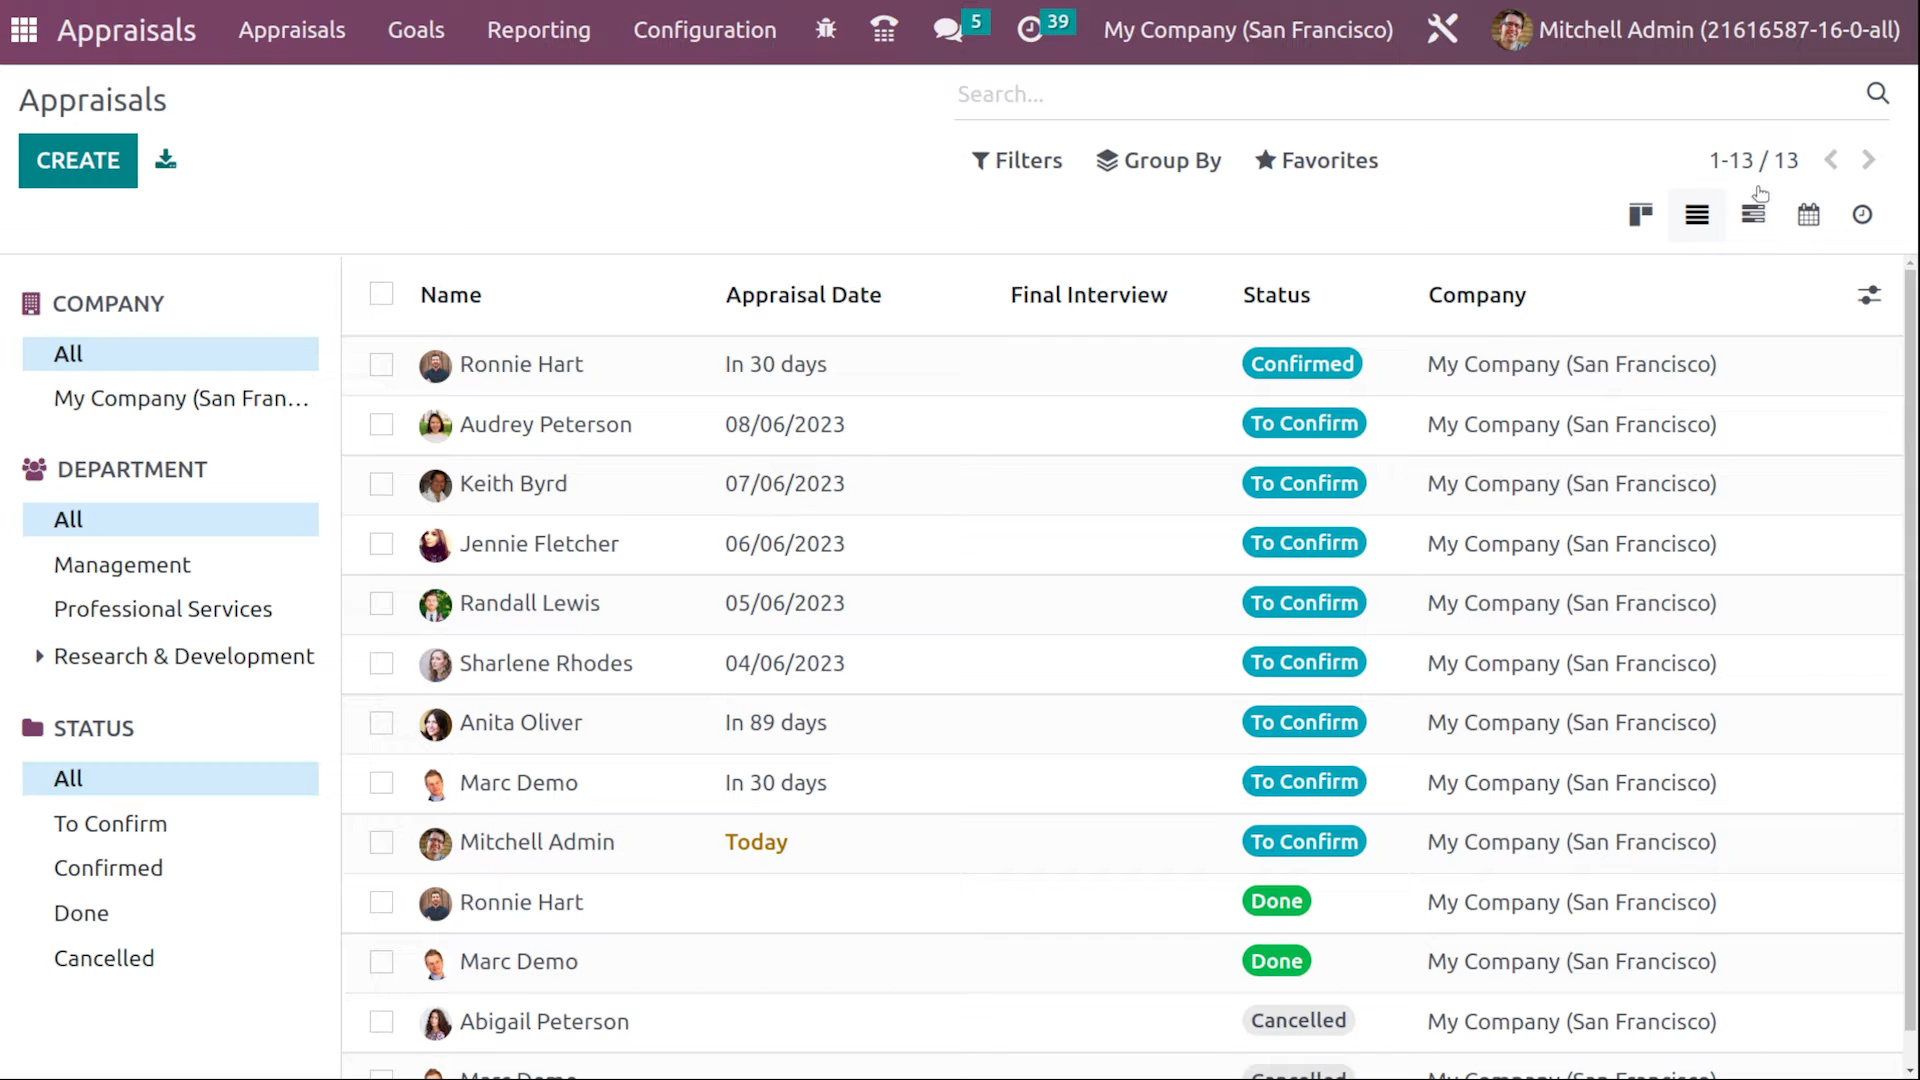 Appraisals Appraisals Goals Reporting Configuration 5 39 My Company (San Francisco) Mitchell Admin (21616587-16-0-all)
Appraisals Search...
CREATE Filters Group By Favorites 1-13 / 13
COMPANY
All
My Company (San Fran...
DEPARTMENT
All
Management
Professional Services
Research & Development
STATUS
All
To Confirm
Confirmed
Done
Cancelled
Name Appraisal Date Final Interview Status Company
Ronnie Hart In 30 days Confirmed My Company (San Francisco)
Audrey Peterson 08/06/2023 To Confirm My Company (San Francisco)
Keith Byrd 07/06/2023 To Confirm My Company (San Francisco)
Jennie Fletcher 06/06/2023 To Confirm My Company (San Francisco)
Randall Lewis 05/06/2023 To Confirm My Company (San Francisco)
Sharlene Rhodes 04/06/2023 To Confirm My Company (San Francisco)
Anita Oliver In 89 days To Confirm My Company (San Francisco)
Marc Demo In 30 days To Confirm My Company (San Francisco)
Mitchell Admin Today To Confirm My Company (San Francisco)
Ronnie Hart Done My Company (San Francisco)
Marc Demo Done My Company (San Francisco)
Abigail Peterson Cancelled My Company (San Francisco)
Marc Demo Cancelled My Company (San Francisco)